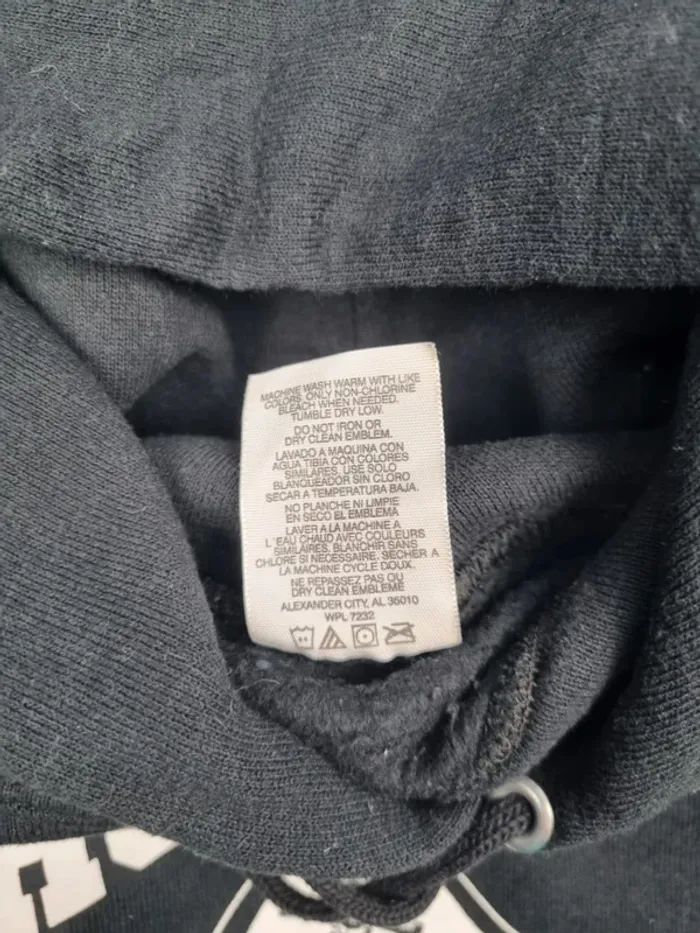 MACHINE WASH WARM WITH LIKE
COLORS. ONLY NON-CHLORINE
BLEACH WHEN NEEDED.
TUMBLE DRY LOW.
DO NOT IRON OR
DRY CLEAN EMBLEM.
LAVADO A MAQUINA CON
AGUA TIBIA CON COLORES
SIMILARES. USE SOLO
BLANQUEADOR SIN CLORO
SECAR A TEMPERATURA BAJA.
NO PLANCHE NI LIMPIE
EN SECO EL EMBLEMA
LAVER A LA MACHINE A
L'EAU CHAUD AVEC COULEURS
SIMILAIRES. BLANCHIR SANS
CHLORE SI NECESSAIRE. SECHER A
LA MACHINE CYCLE DOUX.
NE REPASSEZ PAS OU
DRY CLEAN EMBLEME
ALEXANDER CITY, AL 35010
WPL 7232